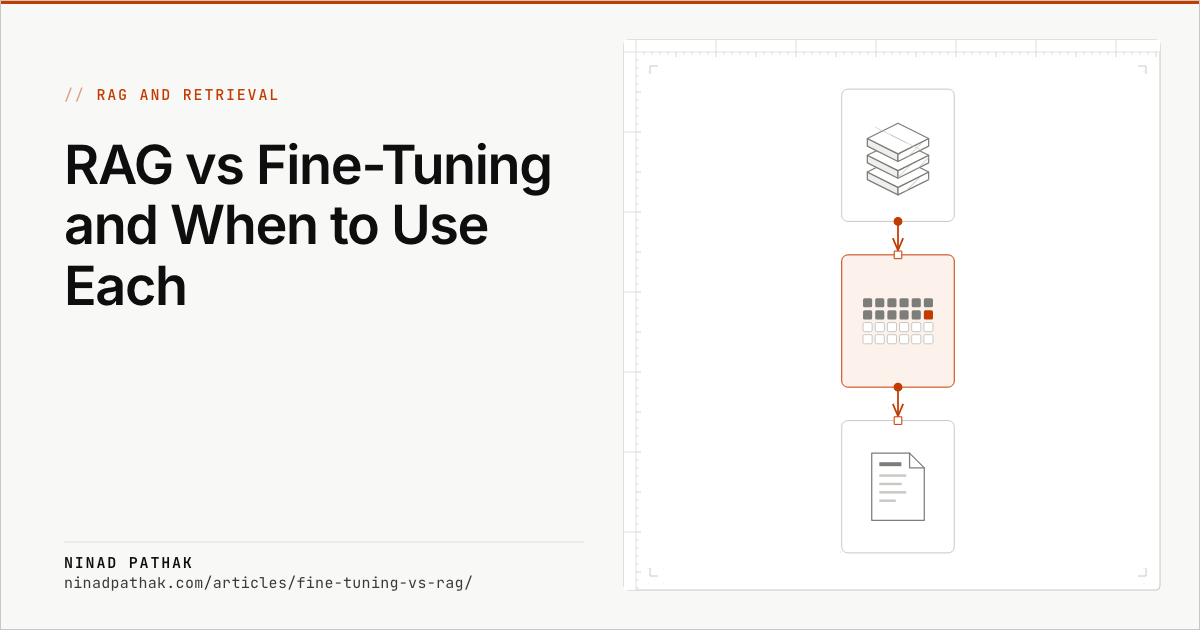 // RAG AND RETRIEVAL
RAG vs Fine-Tuning
and When to Use
Each
NINAD PATHAK
ninadpathak.com/articles/fine-tuning-vs-rag/